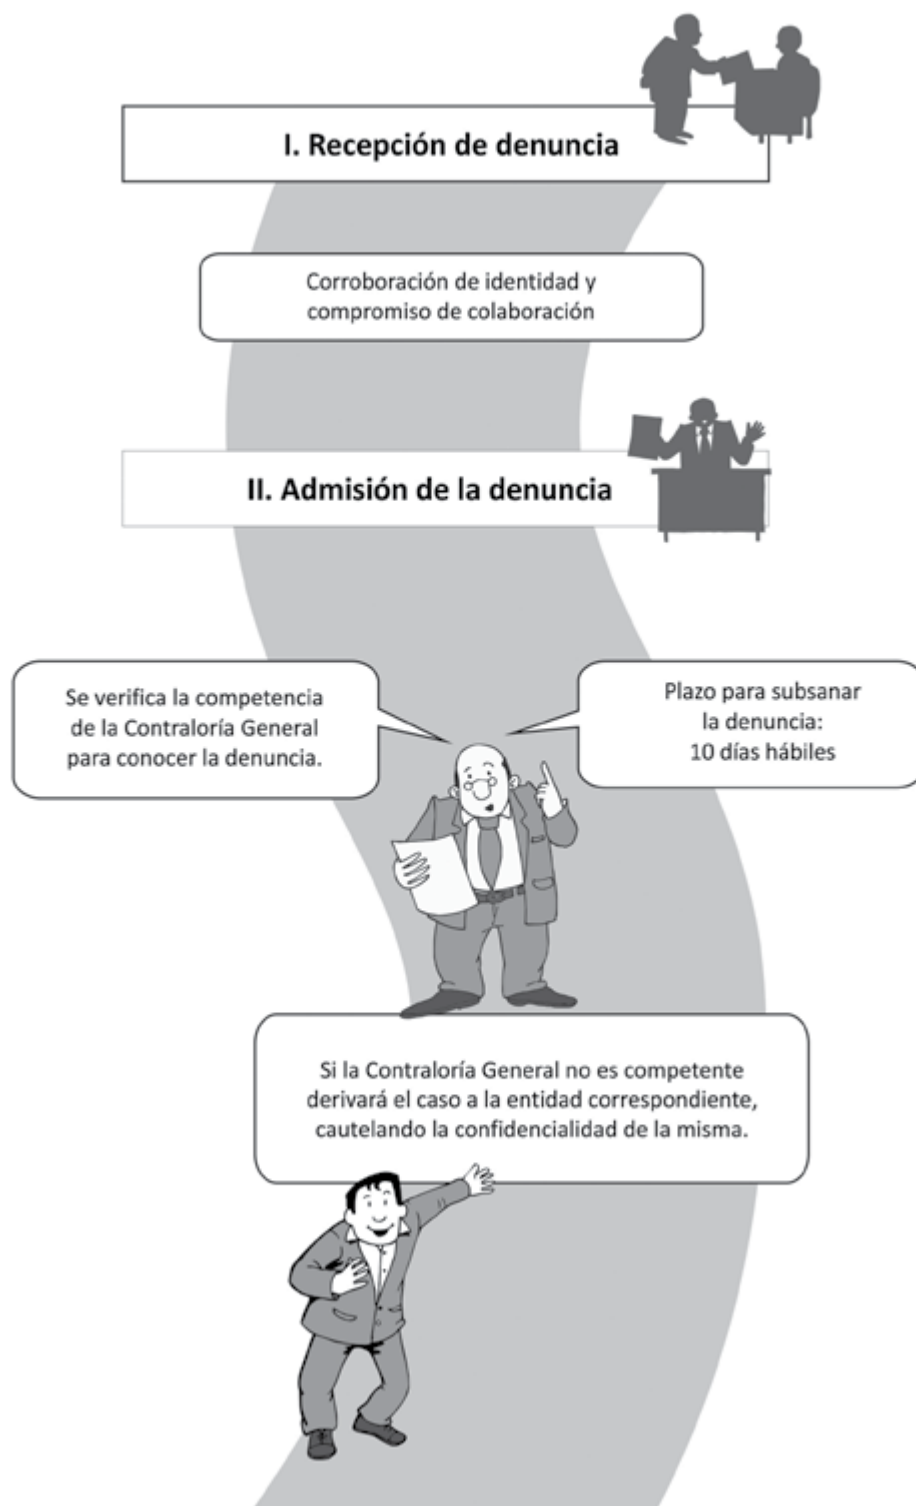 I. Recepción de denuncia
Corroboración de identidad y
compromiso de colaboración
II. Admisión de la denuncia
Se verifica la competencia
de la Contraloría General
para conocer la denuncia.
Plazo para subsanar
la denuncia:
10 días hábiles
Si la Contraloría General no es competente
derivará el caso a la entidad correspondiente,
cautelando la confidencialidad de la misma.